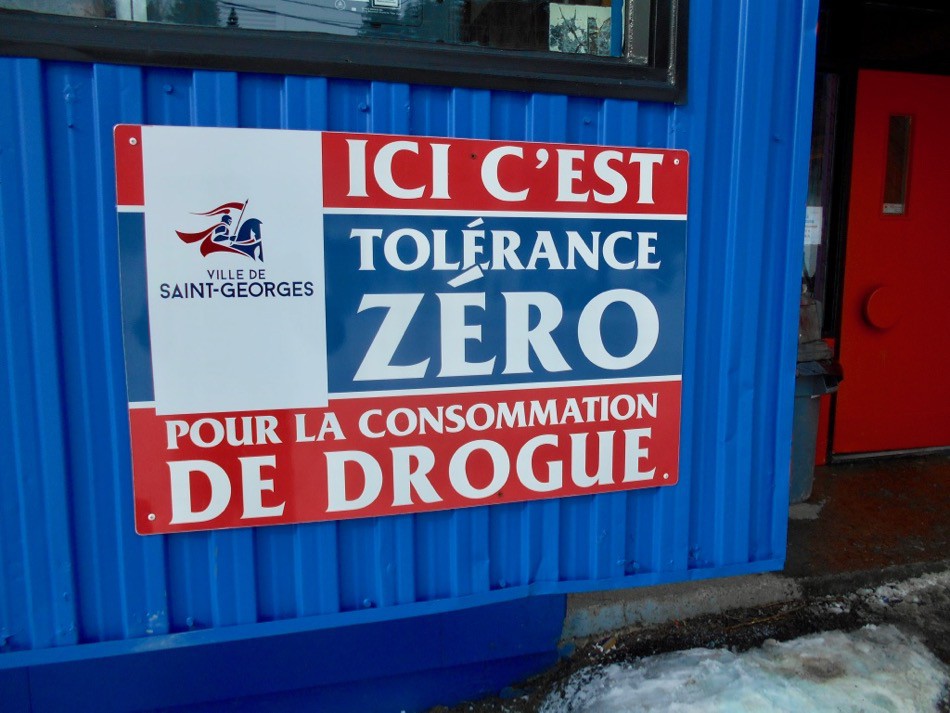 ICI C'EST
TOLÉRANCE
ZÉRO
VILLE DE
SAINT-GEORGES
POUR LA CONSOMMATION
DE DROGUE.